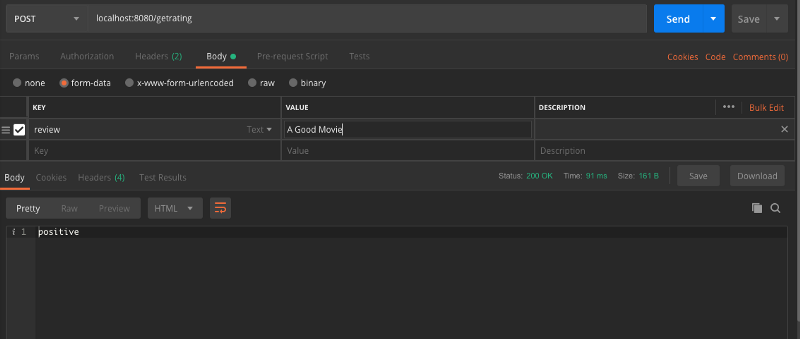 POST localhost:8080/getrating Send Save
Params Authorization Headers (2) Body Pre-request Script Tests Cookies Code Comments (0)
none form-data x-www-form-urlencoded raw binary
KEY VALUE DESCRIPTION ••• Bulk Edit
review Text A Good Movie
Key Value Description
Body Cookies Headers (4) Test Results Status: 200 OK Time: 91 ms Size: 161 B Save Download
Pretty Raw Preview HTML
i 1 positive